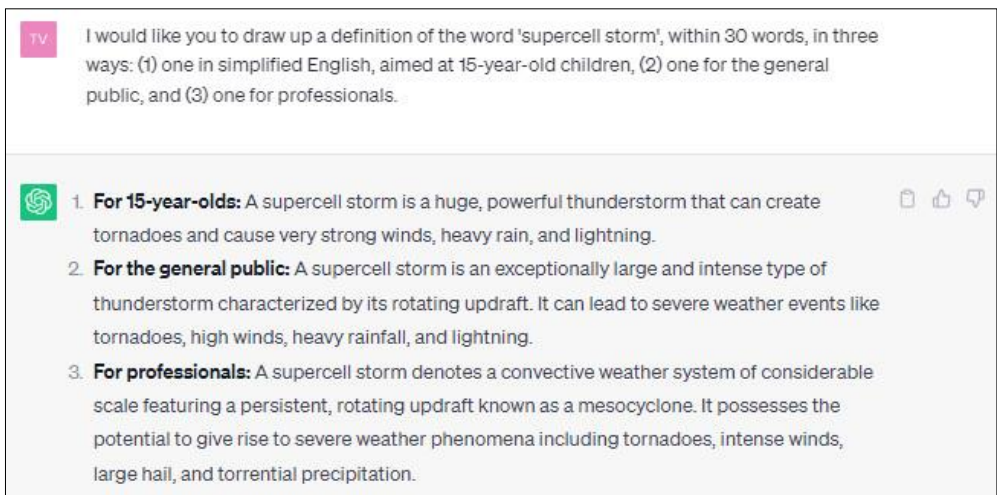 TV
I would like you to draw up a definition of the word 'supercell storm', within 30 words, in three
ways: (1) one in simplified English, aimed at 15-year-old children, (2) one for the general
public, and (3) one for professionals.
1. For 15-year-olds: A supercell storm is a huge, powerful thunderstorm that can create
tornadoes and cause very strong winds, heavy rain, and lightning.
2. For the general public: A supercell storm is an exceptionally large and intense type of
thunderstorm characterized by its rotating updraft. It can lead to severe weather events like
tornadoes, high winds, heavy rainfall, and lightning.
3. For professionals: A supercell storm denotes a convective weather system of considerable
scale featuring a persistent, rotating updraft known as a mesocyclone. It possesses the
potential to give rise to severe weather phenomena including tornadoes, intense winds,
large hail, and torrential precipitation.